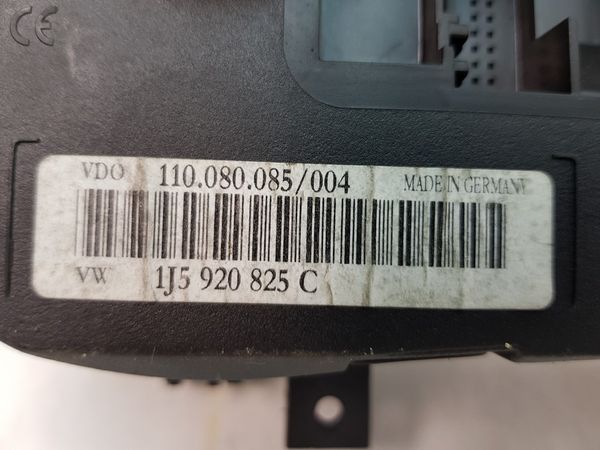 CE
VDO 110.080.085/004 MADE IN GERMANY
VW 1J5 920 825 C